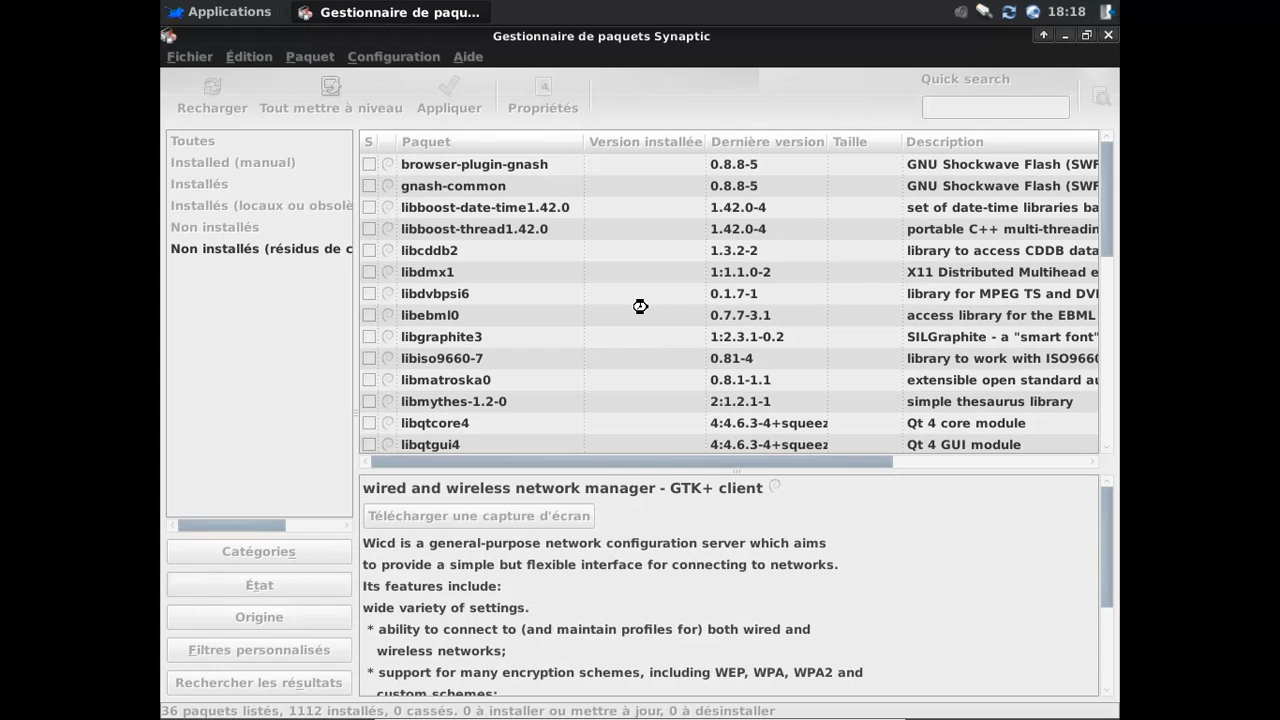 Applications
Gestionnaire de paqu...
18:18
Gestionnaire de paquets Synaptic
Fichier Édition Paquet Configuration Aide
Recharger Tout mettre à niveau Appliquer Propriétés
Quick search
Toutes
Installed (manual)
Installés
Installés (locaux ou obsolè
Non installés
Non installés (résidus de c
S Paquet Version installée Dernière version Taille Description
browser-plugin-gnash 0.8.8-5 GNU Shockwave Flash (SWF
gnash-common 0.8.8-5 GNU Shockwave Flash (SWF
libboost-date-time1.42.0 1.42.0-4 set of date-time libraries ba
libboost-thread1.42.0 1.42.0-4 portable C++ multi-threadin
libcddb2 1.3.2-2 library to access CDDB data
libdmx1 1:1.1.0-2 X11 Distributed Multihead e
libdvbpsi6 0.1.7-1 library for MPEG TS and DVI
libebml0 0.7.7-3.1 access library for the EBML
libgraphite3 1:2.3.1-0.2 SILGraphite - a "smart font"
libiso9660-7 0.81-4 library to work with ISO9660
libmatroska0 0.8.1-1.1 extensible open standard au
libmythes-1.2-0 2:1.2.1-1 simple thesaurus library
libqtcore4 4:4.6.3-4+squeez Qt 4 core module
libqtgui4 4:4.6.3-4+squeez Qt 4 GUI module
wired and wireless network manager - GTK+ client
Télécharger une capture d'écran
Wicd is a general-purpose network configuration server which aims
to provide a simple but flexible interface for connecting to networks.
Its features include:
wide variety of settings.
* ability to connect to (and maintain profiles for) both wired and
wireless networks;
* support for many encryption schemes, including WEP, WPA, WPA2 and
custom schemes;
Catégories
État
Origine
Filtres personnalisés
Rechercher les résultats
36 paquets listés, 1112 installés, 0 cassés. 0 à installer ou mettre à jour, 0 à désinstaller